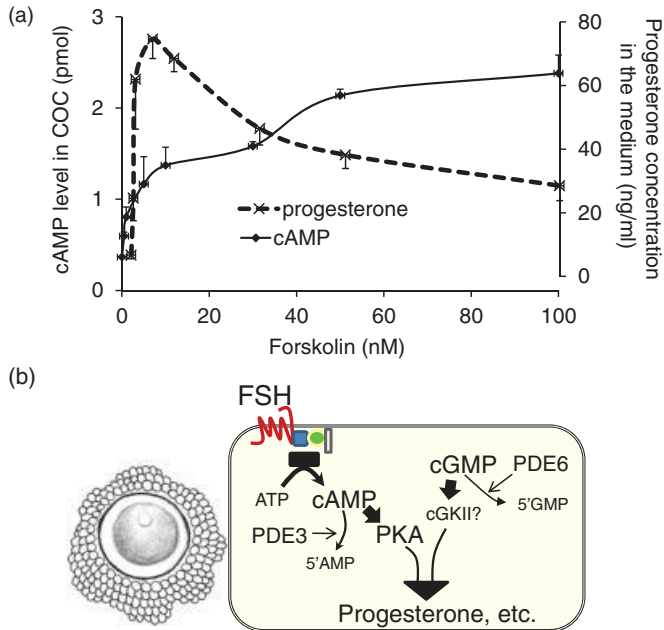 (a)
cAMP level in COC (pmol)
3
2
1
0
80
60
40
20
0
Progesterone concentration
in the medium (ng/ml)
progesterone
cAMP
0 20 40 60 80 100
Forskolin (nM)
(b)
FSH
ATP
cAMP
PDE3
5'AMP
PKA
cGMP
PDE6
5'GMP
cGKII?
Progesterone, etc.